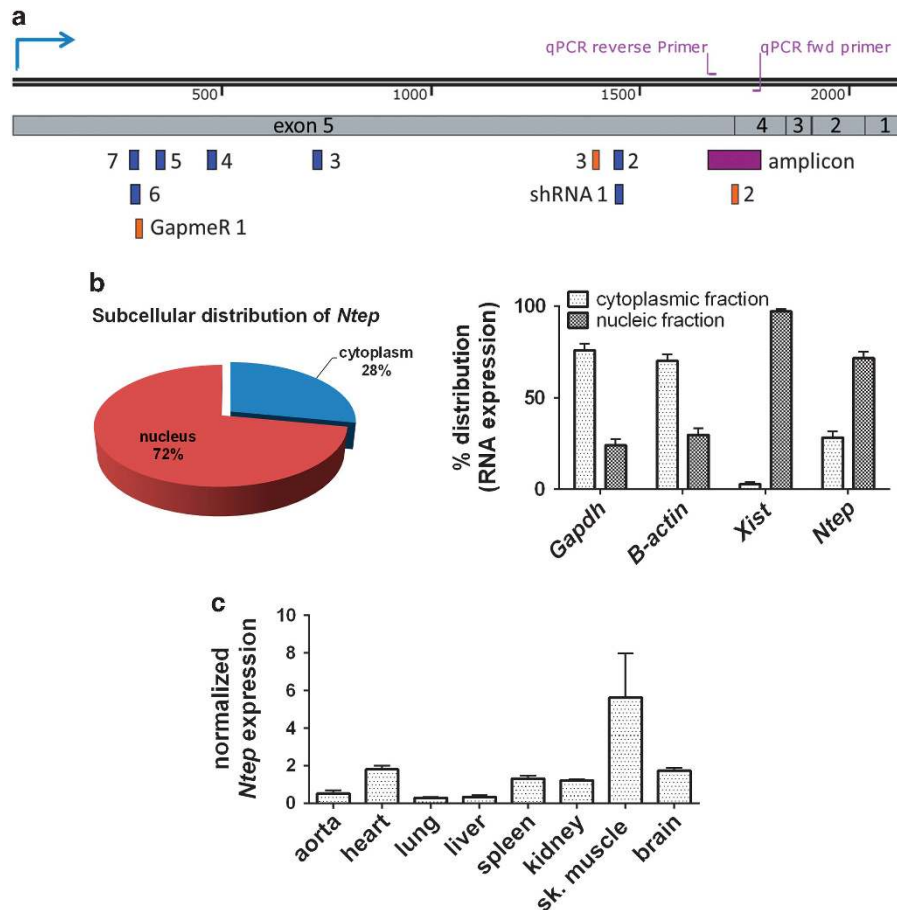 a
qPCR reverse Primer qPCR fwd primer
500 1000 1500 2000
exon 5 4 3 2 1
7 5 4 3 3 2 amplicon
6 shRNA 1 2
GapmeR 1
b
Subcellular distribution of Ntep
cytoplasm
28%
nucleus
72%
cytoplasmic fraction
nucleic fraction
% distribution
(RNA expression)
100
50
0
Gapdh B-actin Xist Ntep
c
normalized
Ntep expression
10
8
6
4
2
0
aorta heart lung liver spleen kidney sk. muscle brain